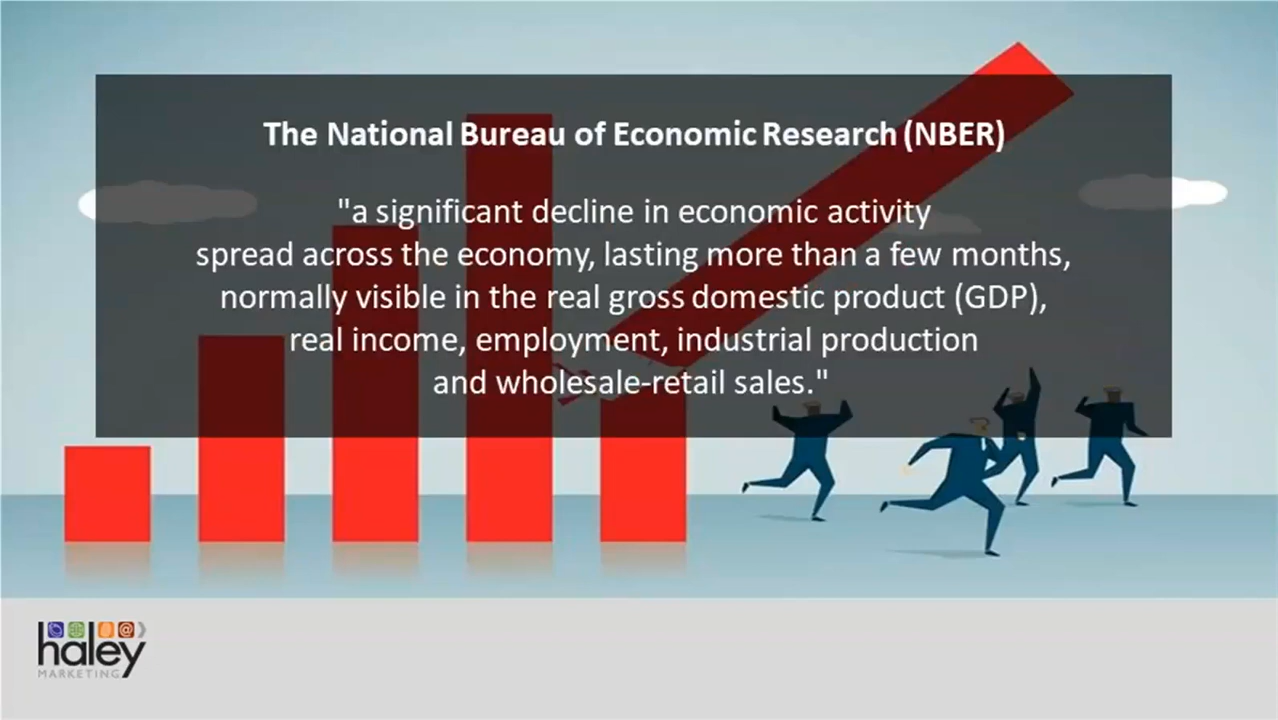 The National Bureau of Economic Research (NBER)
"a significant decline in economic activity
spread across the economy, lasting more than a few months,
normally visible in the real gross domestic product (GDP),
real income, employment, industrial production
and wholesale-retail sales."
@
haley
MARKETING